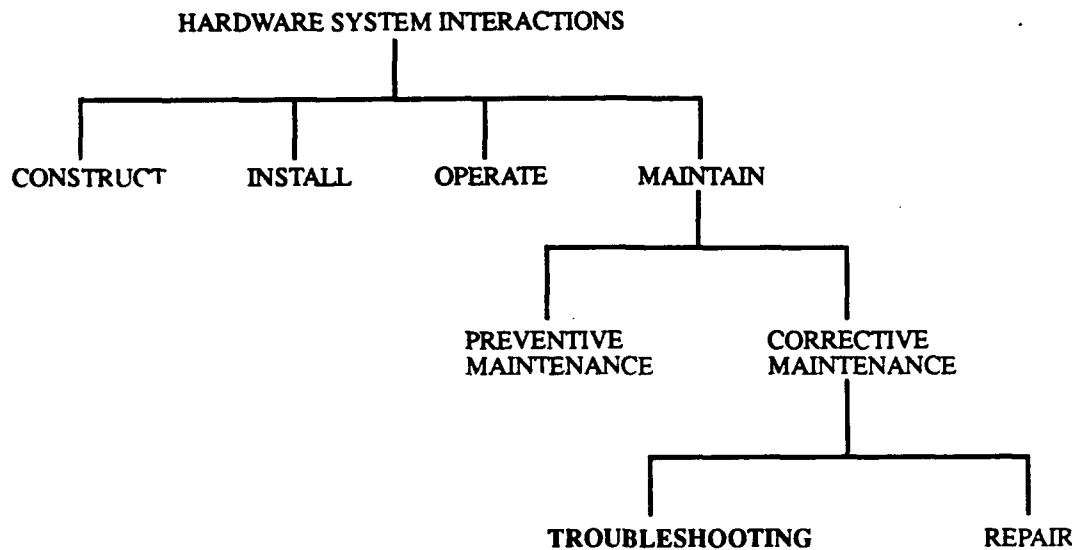 HARDWARE SYSTEM INTERACTIONS
CONSTRUCT INSTALL OPERATE MAINTAIN
PREVENTIVE
MAINTENANCE
CORRECTIVE
MAINTENANCE
TROUBLESHOOTING REPAIR